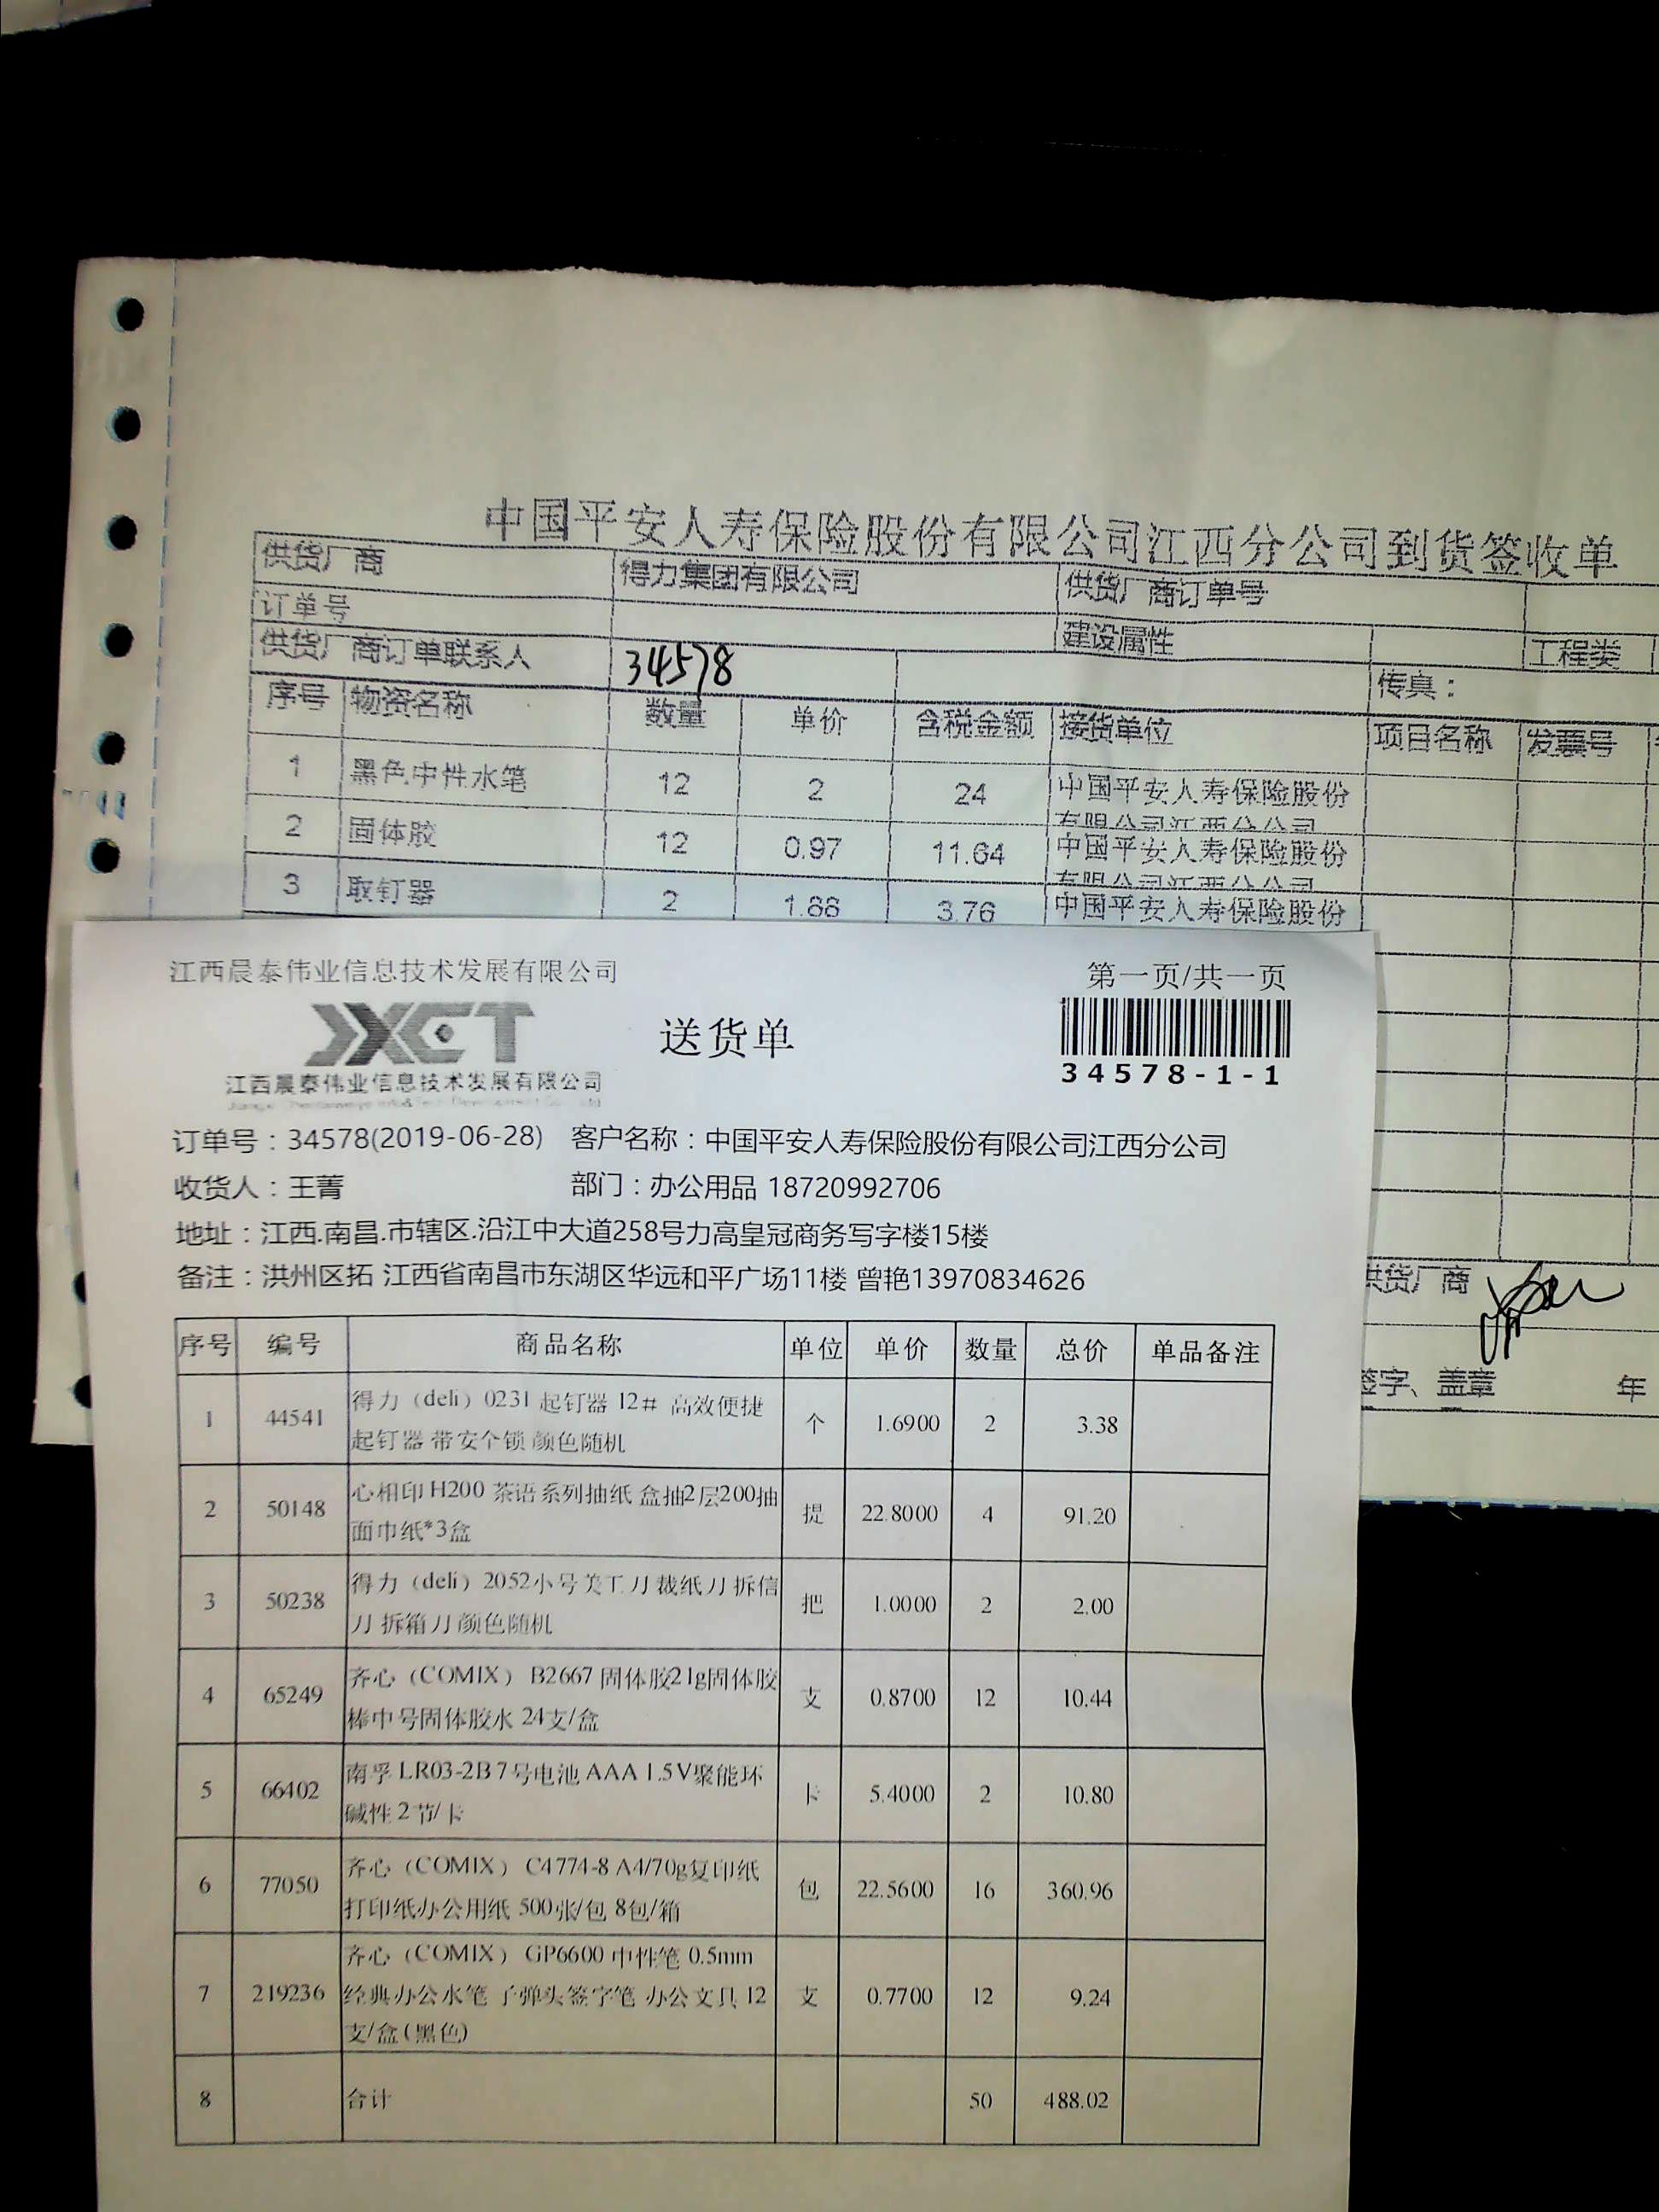 中国平安人寿保险股份有限公司江西分公司到货签收单
供货厂商 得力集团有限公司 供货厂商订单号
订单号 建设属性 工程类
供货厂商订单联系人 34578 传真：
序号 物资名称 数量 单价 含税金额 接货单位 项目名称 发票号
1 黑色中性水笔 12 2 24 中国平安人寿保险股份
有限公司江西分公司
2 固体胶 12 0.97 11.64 中国平安人寿保险股份
有限公司江西分公司
3 取钉器 2 1.88 3.76 中国平安人寿保险股份
供货厂商
签字、盖章 年
江西晨泰伟业信息技术发展有限公司 第一页/共一页
JXCT
送货单
34578-1-1
江西晨泰伟业信息技术发展有限公司
订单号：34578(2019-06-28) 客户名称：中国平安人寿保险股份有限公司江西分公司
收货人：王菁 部门：办公用品 18720992706
地址：江西.南昌.市辖区.沿江中大道258号力高皇冠商务写字楼15楼
备注：洪州区拓 江西省南昌市东湖区华远和平广场11楼 曾艳13970834626
序号 编号 商品名称 单位 单价 数量 总价 单品备注
1 44541 得力（deli）0231 起钉器 12# 高效便捷
起钉器 带安全锁 颜色随机 个 1.6900 2 3.38
2 50148 心相印 H200 茶语系列抽纸 盒抽2层200抽
面巾纸*3盒 提 22.8000 4 91.20
3 50238 得力（deli）2052小号美工刀 裁纸刀 拆信
刀 拆箱刀 颜色随机 把 1.0000 2 2.00
4 65249 齐心（COMIX）B2667 固体胶21g固体胶
棒中号固体胶水 24支/盒 支 0.8700 12 10.44
5 66402 南孚 LR03-2B 7号电池 AAA 1.5V聚能环
碱性 2节/卡 卡 5.4000 2 10.80
6 77050 齐心（COMIX）C4774-8 A4/70g复印纸
打印纸办公用纸 500张/包 8包/箱 包 22.5600 16 360.96
7 219236 齐心（COMIX）GP6600 中性笔 0.5mm
经典办公水笔 子弹头签字笔 办公文具 12
支/盒(黑色) 支 0.7700 12 9.24
8 合计 50 488.02